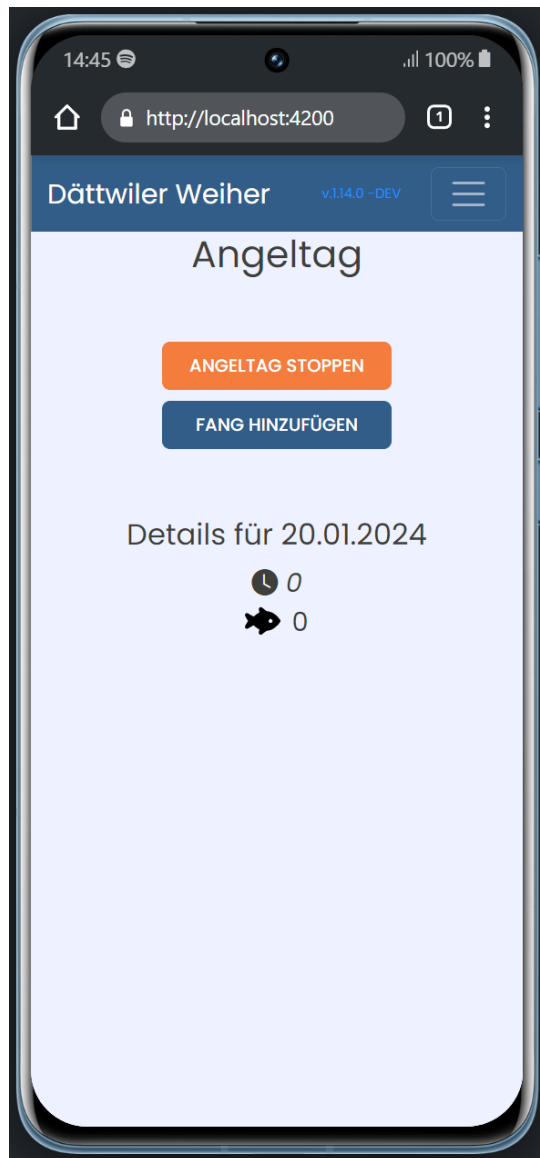 14:45 100%
http://localhost:4200 1
Dättwiler Weiher v.1.14.0 -DEV
Angeltag
ANGELTAG STOPPEN
FANG HINZUFÜGEN
Details für 20.01.2024
0
0